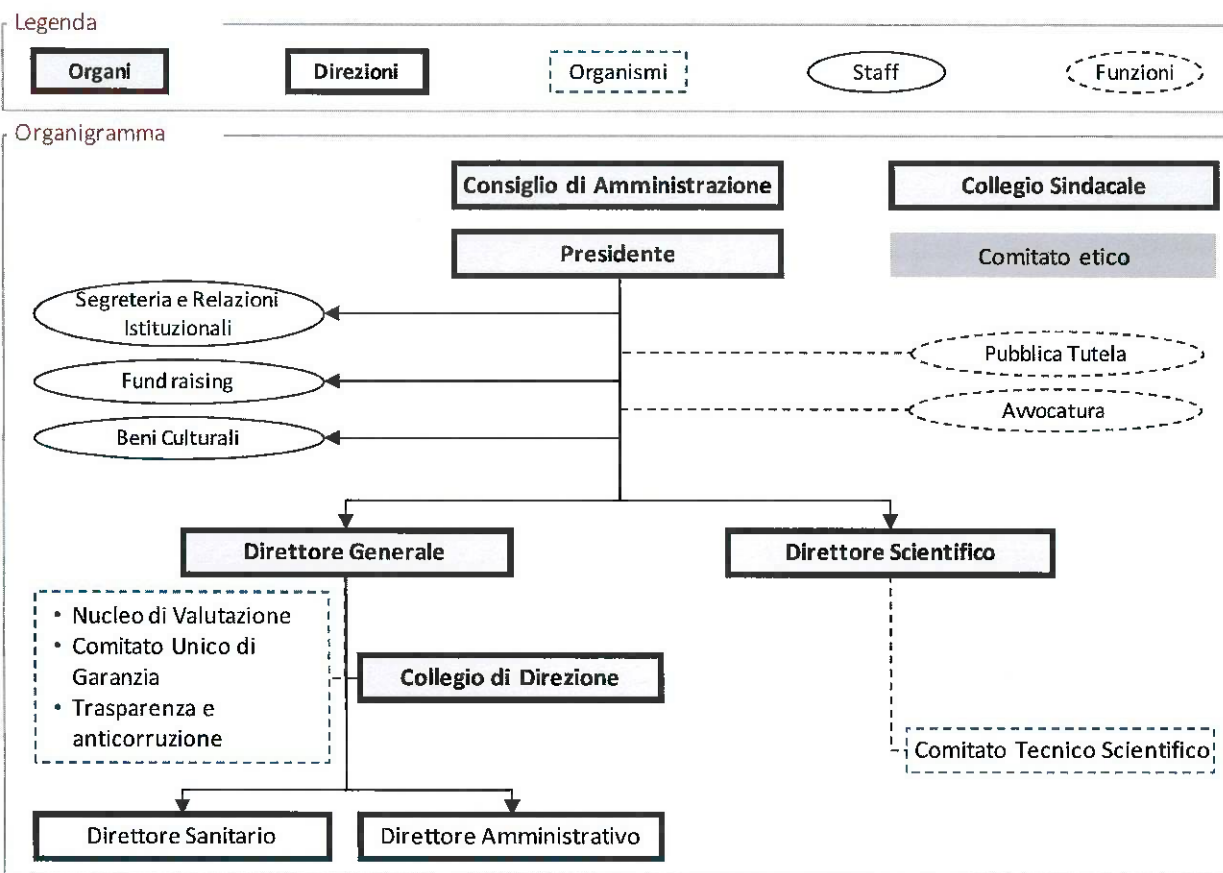 Legenda
Organi
Direzioni
Organismi
Staff
Funzioni
Organigramma
Consiglio di Amministrazione
Collegio Sindacale
Presidente
Comitato etico
Segreteria e Relazioni
Istituzionali
Pubblica Tutela
Fund raising
Avvocatura
Beni Culturali
Direttore Generale
Direttore Scientifico
• Nucleo di Valutazione
• Comitato Unico di
Garanzia
• Trasparenza e
anticorruzione
Collegio di Direzione
Comitato Tecnico Scientifico
Direttore Sanitario
Direttore Amministrativo